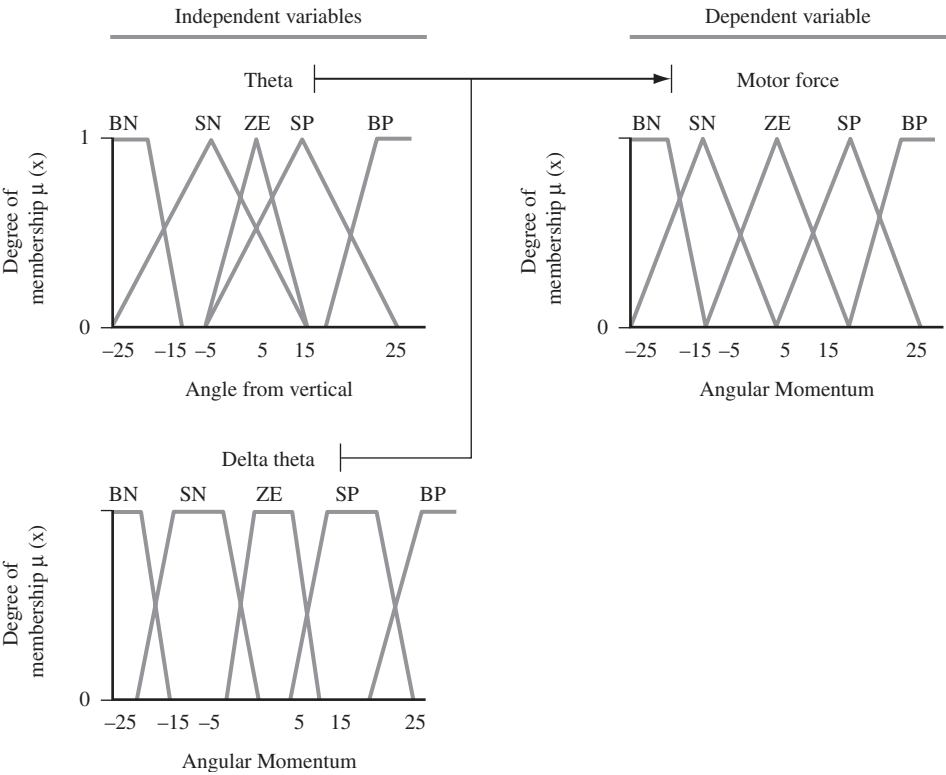 Independent variables
Dependent variable
Theta
Motor force
BN SN ZE SP BP
1
0
Degree of
membership μ (x)
–25 –15 –5 5 15 25
Angle from vertical
BN SN ZE SP BP
0
Degree of
membership μ (x)
–25 –15 –5 5 15 25
Angular Momentum
Delta theta
BN SN ZE SP BP
0
Degree of
membership μ (x)
–25 –15 –5 5 15 25
Angular Momentum